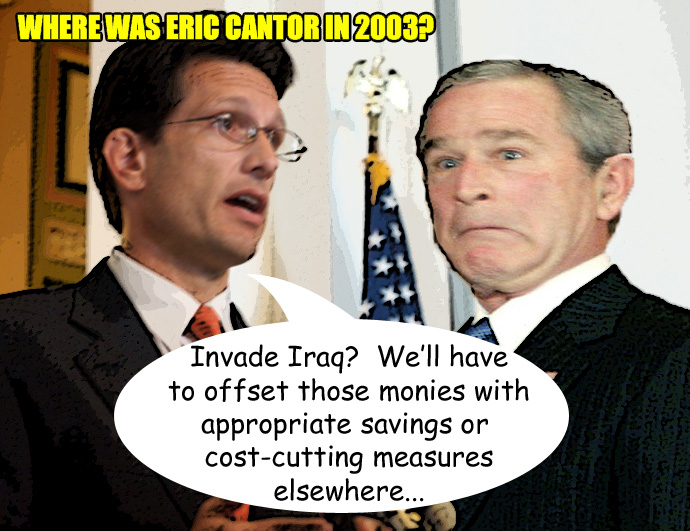 WHERE WAS ERIC CANTOR IN 2003?
Invade Iraq?  We'll have
to offset those monies with
appropriate savings or
cost-cutting measures
elsewhere...